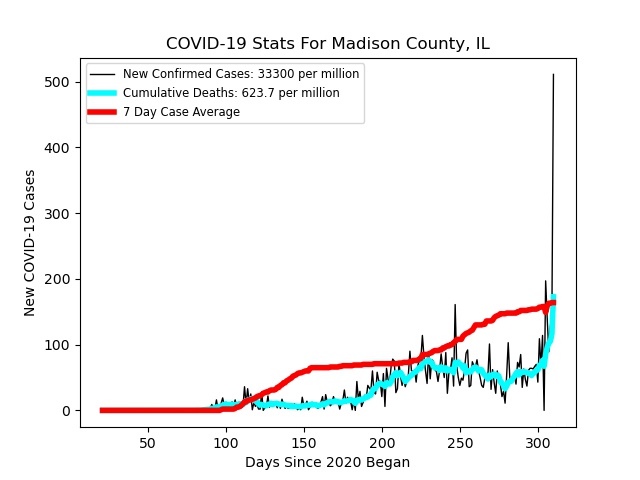 COVID-19 Stats For Madison County, IL
New Confirmed Cases: 33300 per million
Cumulative Deaths: 623.7 per million
7 Day Case Average
New COVID-19 Cases
500
400
300
200
100
0
50 100 150 200 250 300
Days Since 2020 Began